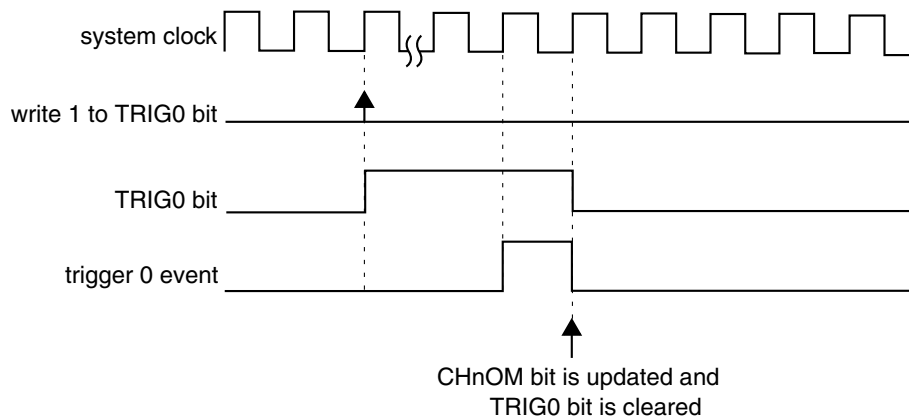 system clock
write 1 to TRIG0 bit
TRIG0 bit
trigger 0 event
CHnOM bit is updated and
TRIG0 bit is cleared